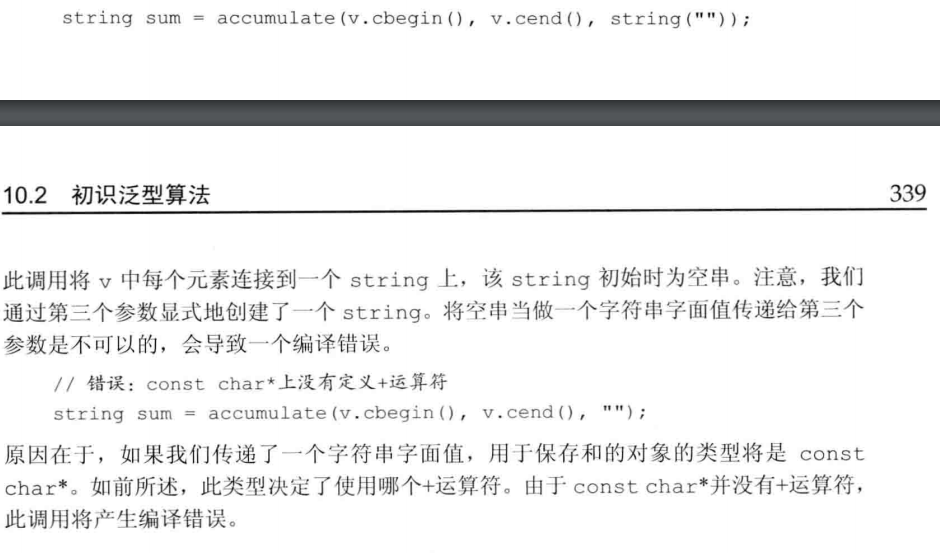 string sum = accumulate(v.cbegin(), v.cend(), string(""));
10.2 初识泛型算法 339
此调用将 v 中每个元素连接到一个 string 上，该 string 初始时为空串。注意，我们
通过第三个参数显式地创建了一个 string。将空串当做一个字符串字面值传递给第三个
参数是不可以的，会导致一个编译错误。
// 错误：const char*上没有定义+运算符
string sum = accumulate(v.cbegin(), v.cend(), "");
原因在于，如果我们传递了一个字符串字面值，用于保存和的对象的类型将是 const
char*。如前所述，此类型决定了使用哪个+运算符。由于 const char*并没有+运算符，
此调用将产生编译错误。